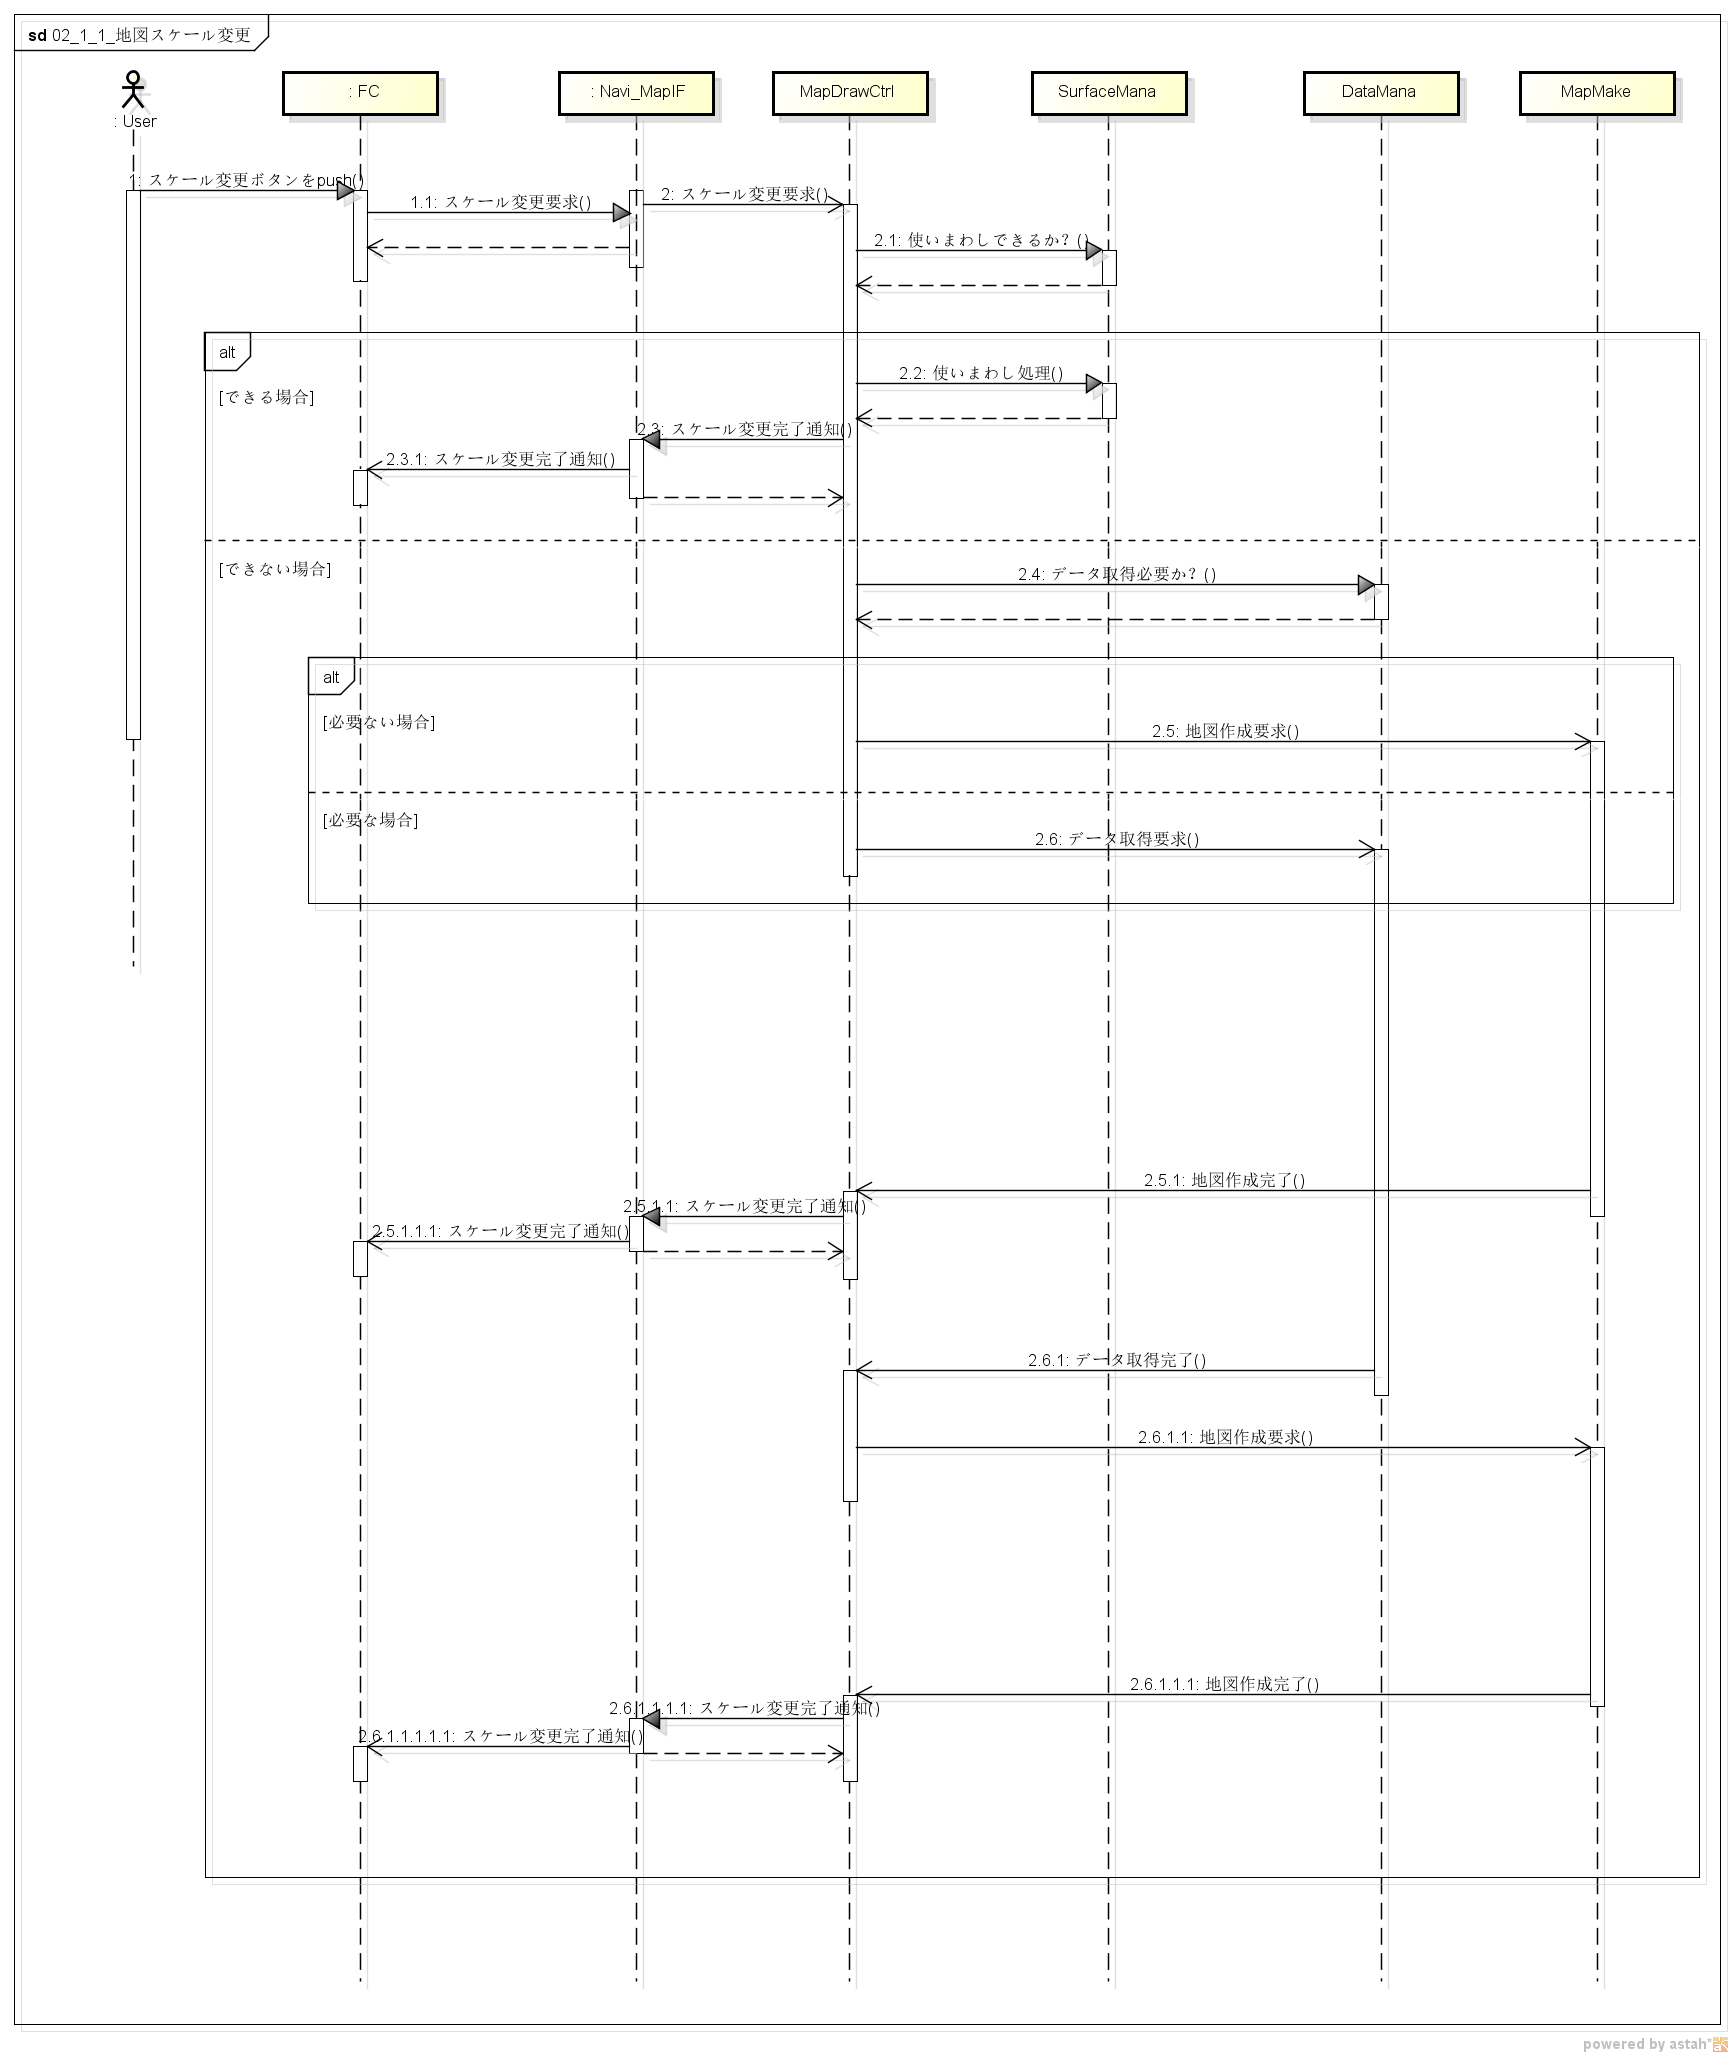 sd 02_1_1_地図スケール変更
: User
: FC
: Navi_MapIF
MapDrawCtrl
SurfaceMana
DataMana
MapMake
1: スケール変更ボタンをpush()
1.1: スケール変更要求()
2: スケール変更要求()
2.1: 使いまわしできるか? ()
alt
[できる場合]
2.2: 使いまわし処理()
2.3: スケール変更完了通知()
2.3.1: スケール変更完了通知()
[できない場合]
2.4: データ取得必要か? ()
alt
[必要ない場合]
2.5: 地図作成要求()
[必要な場合]
2.6: データ取得要求()
2.5.1: 地図作成完了()
2.5.1.1: スケール変更完了通知()
2.5.1.1.1: スケール変更完了通知()
2.6.1: データ取得完了()
2.6.1.1: 地図作成要求()
2.6.1.1.1: 地図作成完了()
2.6.1.1.1.1: スケール変更完了通知()
2.6.1.1.1.1.1: スケール変更完了通知()
powered by astah*